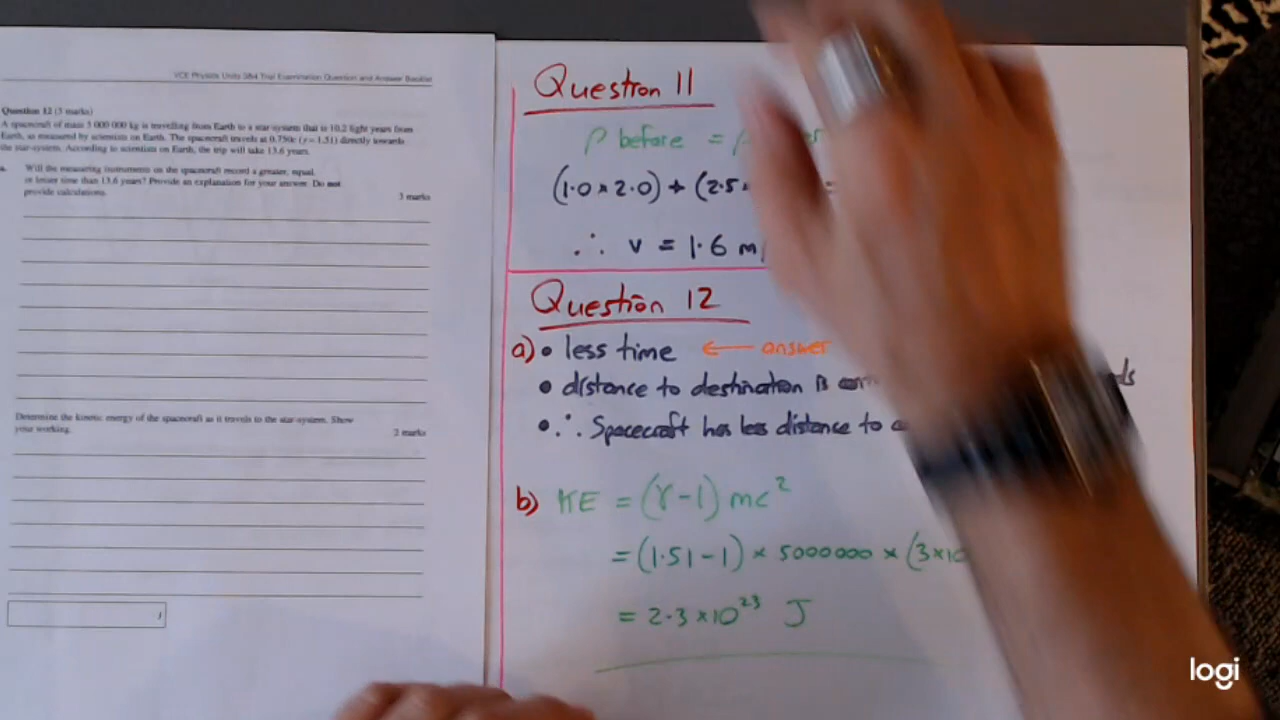 VCE Physics Units 3&4 Trial Examination Question and Answer Booklet
Question 12 (5 marks)
A spacecraft of mass 5 000 000 kg is travelling from Earth to a star-system that is 10.2 light years from
Earth, as measured by scientists on Earth. The spacecraft travels at 0.750c (γ = 1.51) directly towards
the star-system. According to scientists on Earth, the trip will take 13.6 years.
a. Will the measuring instruments on the spacecraft record a greater, equal
or lesser time than 13.6 years? Provide an explanation for your answer. Do not
provide calculations.
3 marks
Determine the kinetic energy of the spacecraft as it travels to the star-system. Show
your working.
2 marks
J
Question 11
ρ before =
(1.0 × 2.0) + (2.5
∴ v = 1.6 m/
Question 12
a) • less time ← answer
• distance to destination is
• ∴ Spacecraft has less distance to
b) KE = (γ-1) mc²
= (1.51-1) × 5000000 × (3×10
= 2.3 ×10²³ J
logi